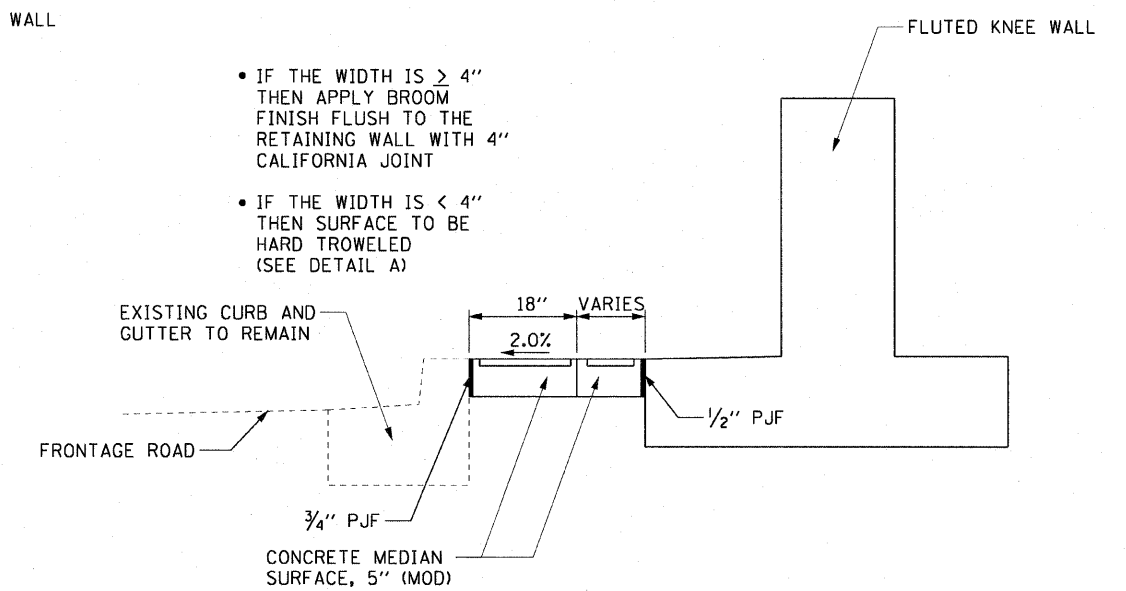 WALL
FLUTED KNEE WALL
• IF THE WIDTH IS ≥ 4"
THEN APPLY BROOM
FINISH FLUSH TO THE
RETAINING WALL WITH 4"
CALIFORNIA JOINT
• IF THE WIDTH IS < 4"
THEN SURFACE TO BE
HARD TROWELED
(SEE DETAIL A)
EXISTING CURB AND
GUTTER TO REMAIN
18"
VARIES
2.0%
1/2" PJF
FRONTAGE ROAD
3/4" PJF
CONCRETE MEDIAN
SURFACE, 5" (MOD)